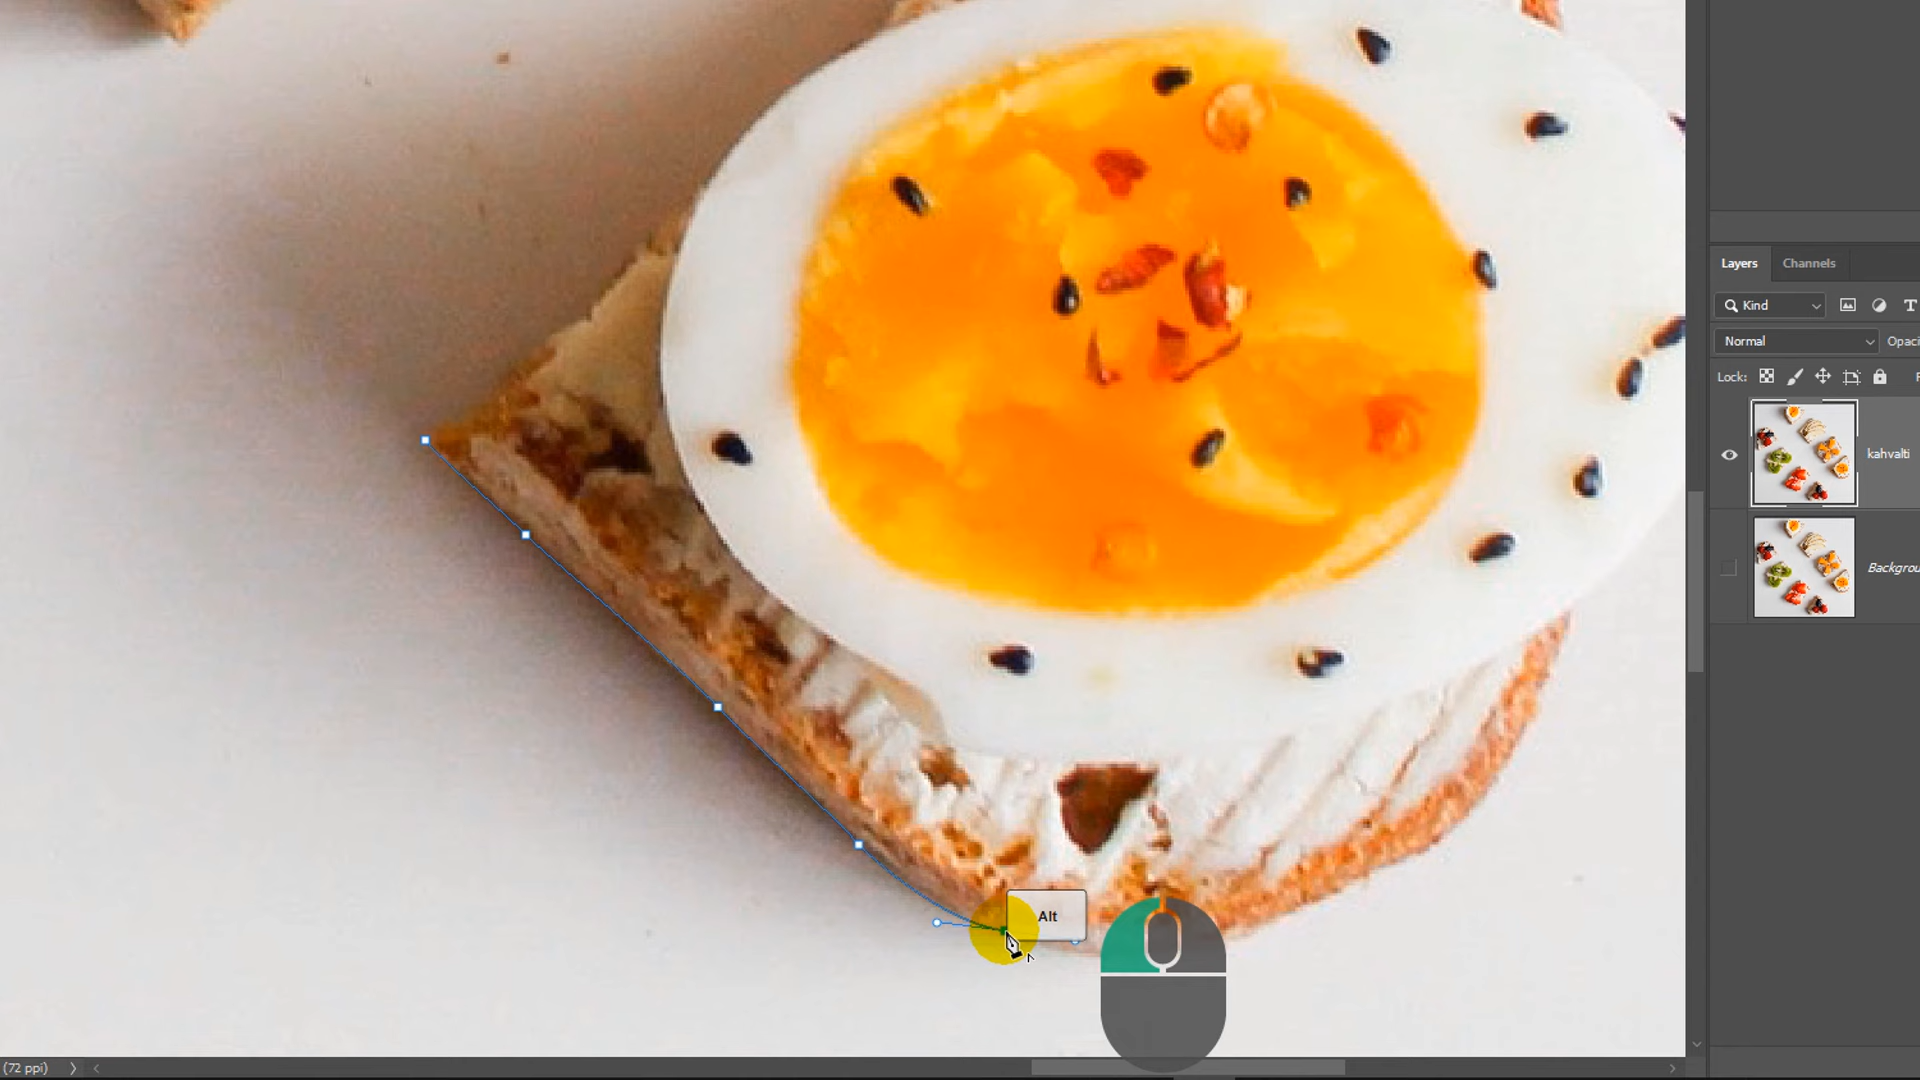 Layers Channels
Kind
Normal Opaci
Lock: F
kahvalti
Backgrou
Alt
(72 ppi)